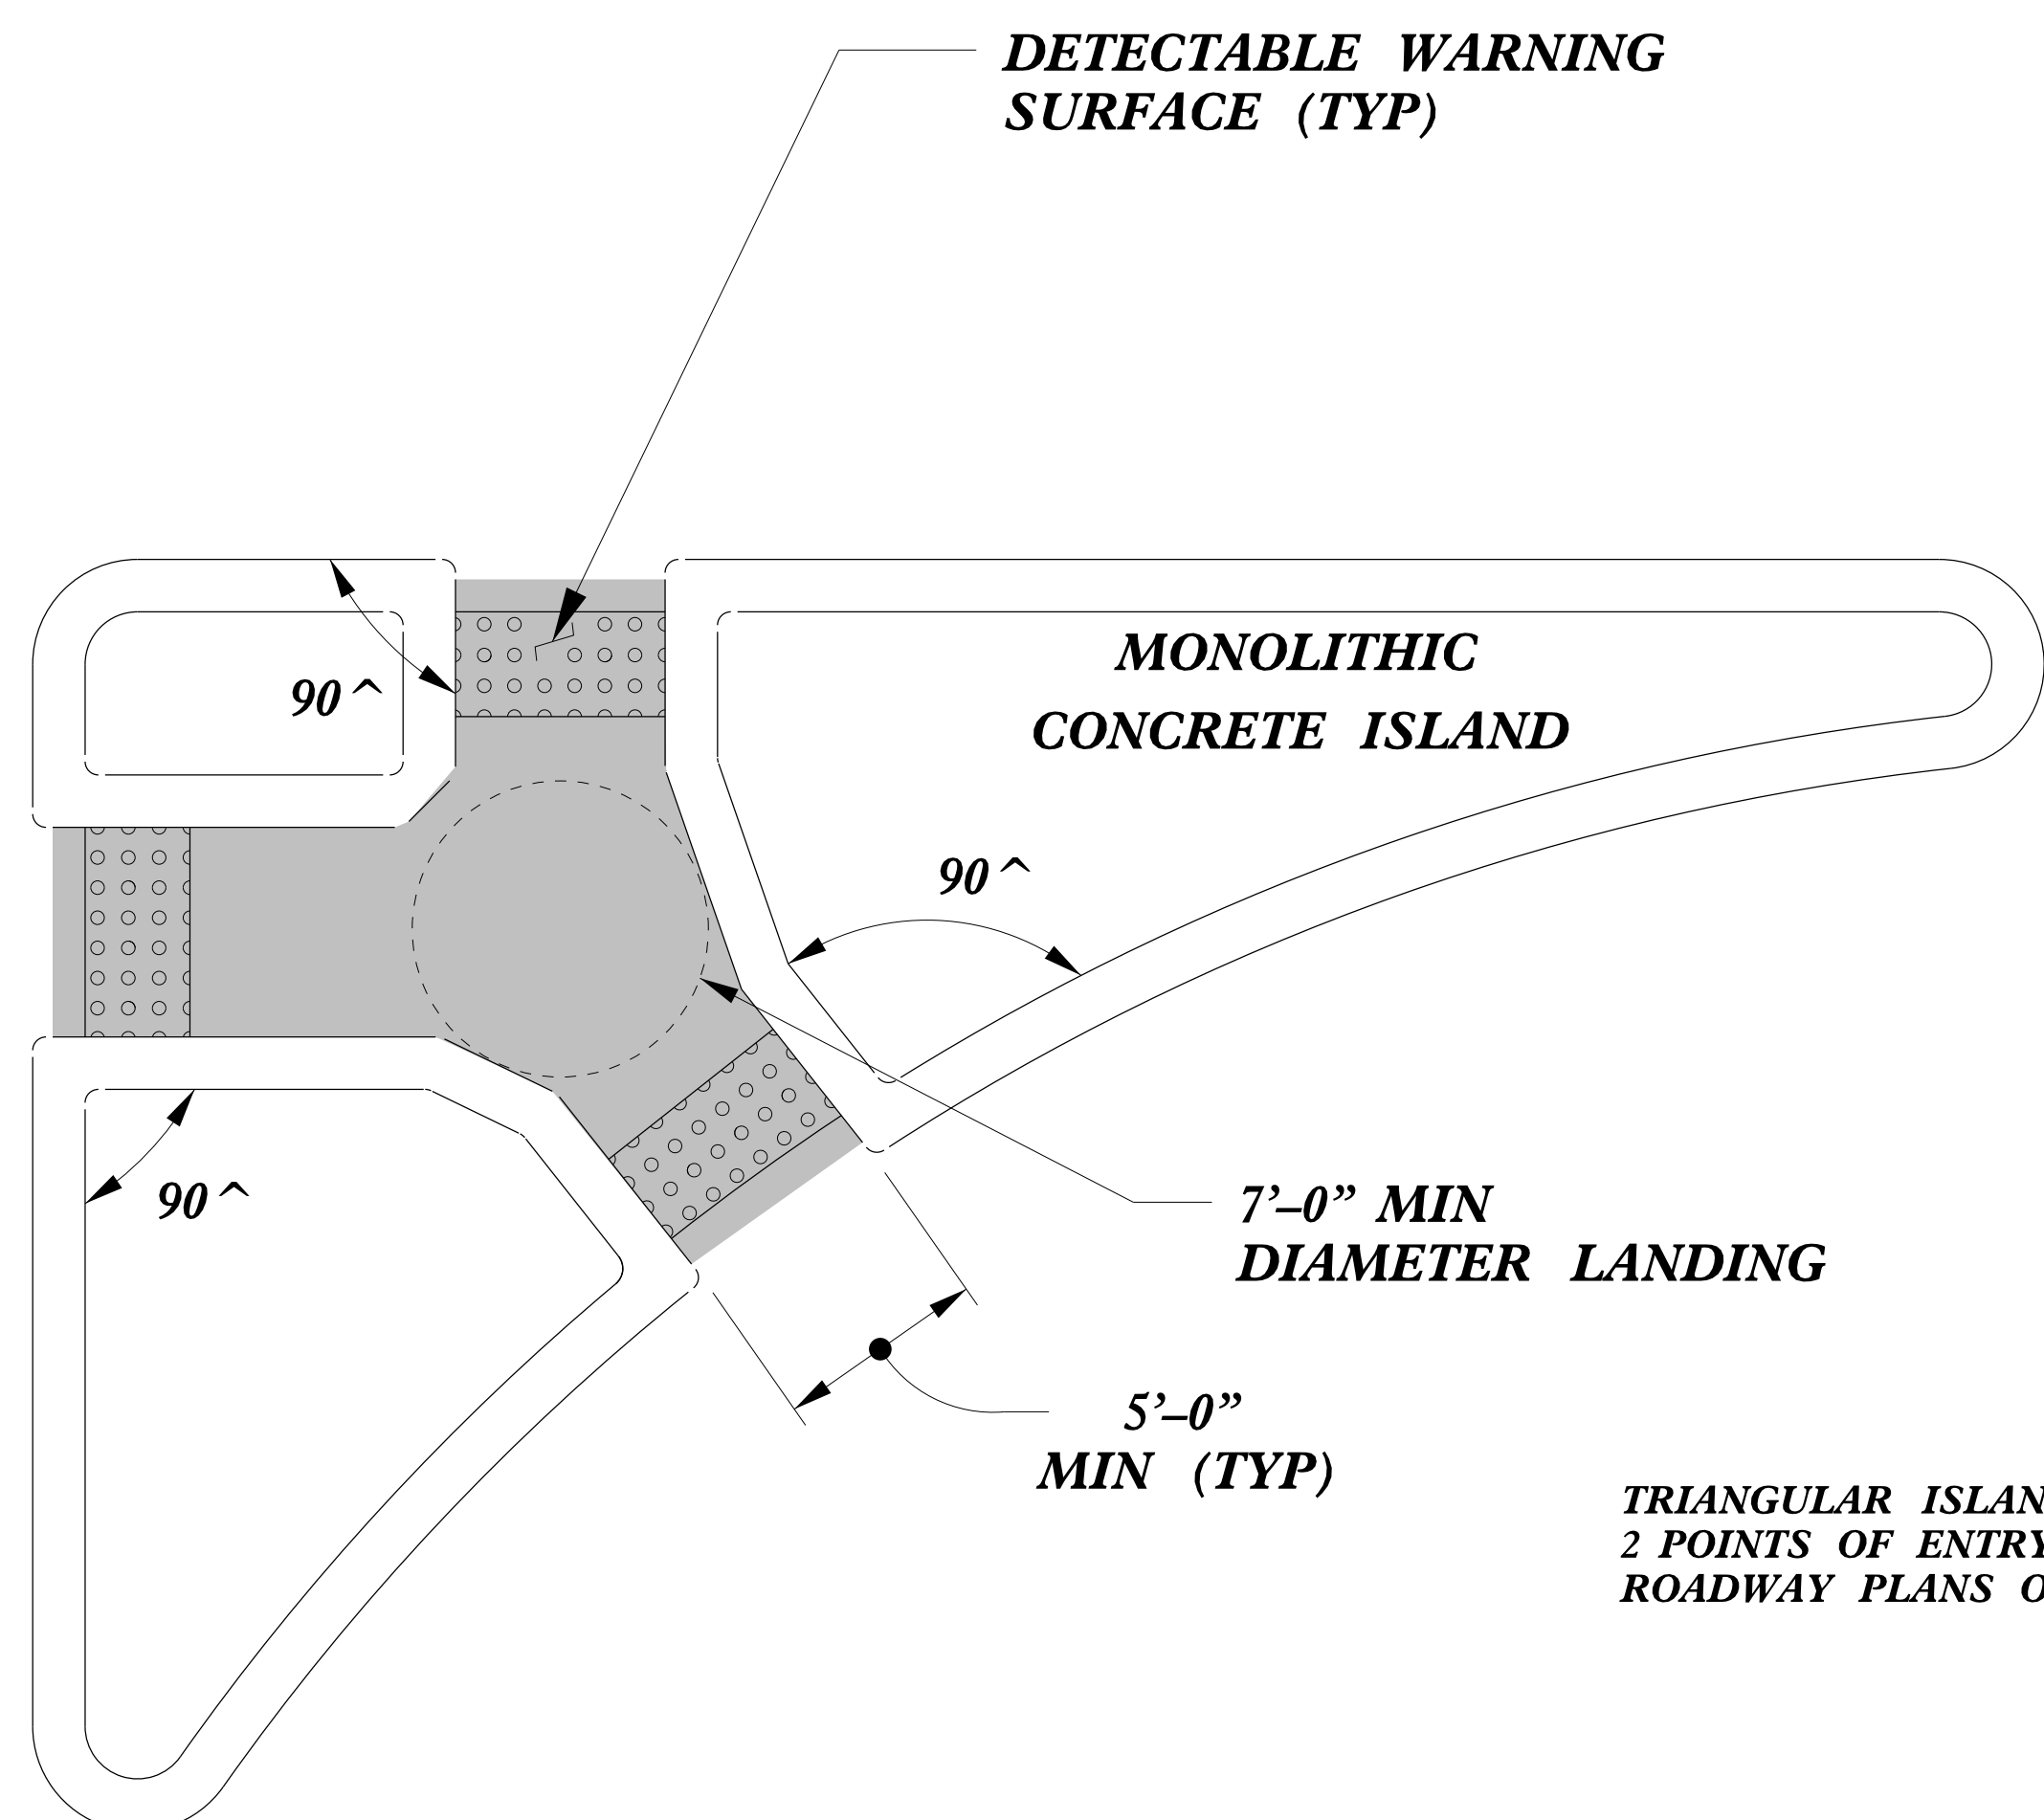 DETECTABLE WARNING
SURFACE (TYP)
MONOLITHIC
CONCRETE ISLAND
90^
90^
90^
7’–0” MIN
DIAMETER LANDING
5’–0”
MIN (TYP)
TRIANGULAR ISLAN
2 POINTS OF ENTRY
ROADWAY PLANS O